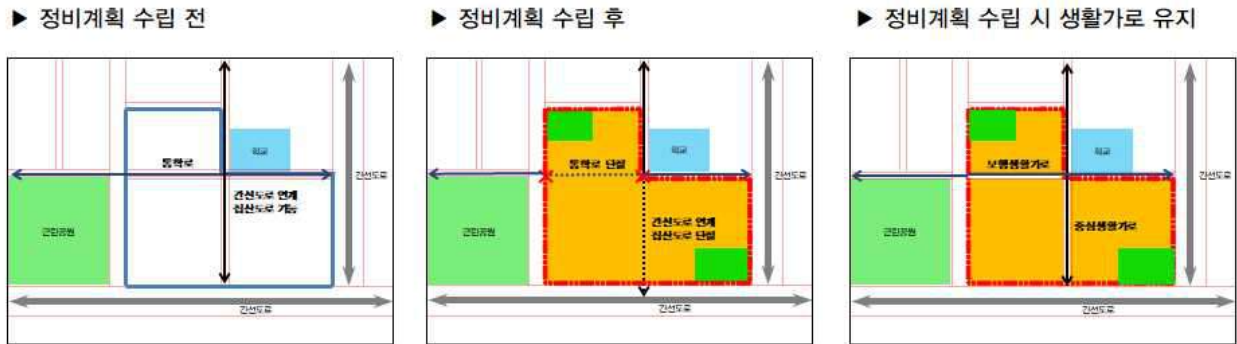 ▶ 정비계획 수립 전
▶ 정비계획 수립 후
▶ 정비계획 수립 시 생활가로 유지
통학로
학교
간선도로
간선도로 연계
집산도로 기능
근린공원
간선도로
통학로 단절
학교
간선도로
간선도로 연계
집산도로 단절
근린공원
간선도로
보행생활가로
학교
간선도로
중심생활가로
근린공원
간선도로